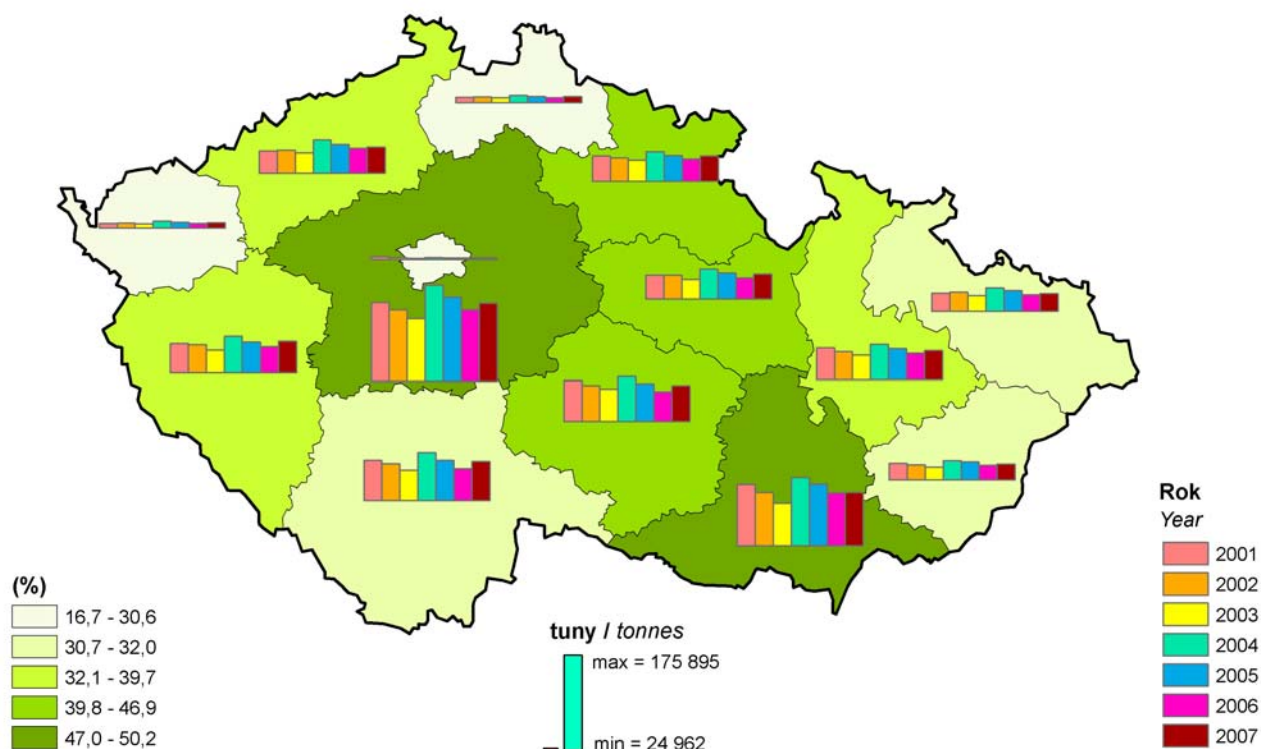 (%)
16,7 - 30,6
30,7 - 32,0
32,1 - 39,7
39,8 - 46,9
47,0 - 50,2
tuny / tonnes
max = 175 895
min = 24 962
Rok
Year
2001
2002
2003
2004
2005
2006
2007